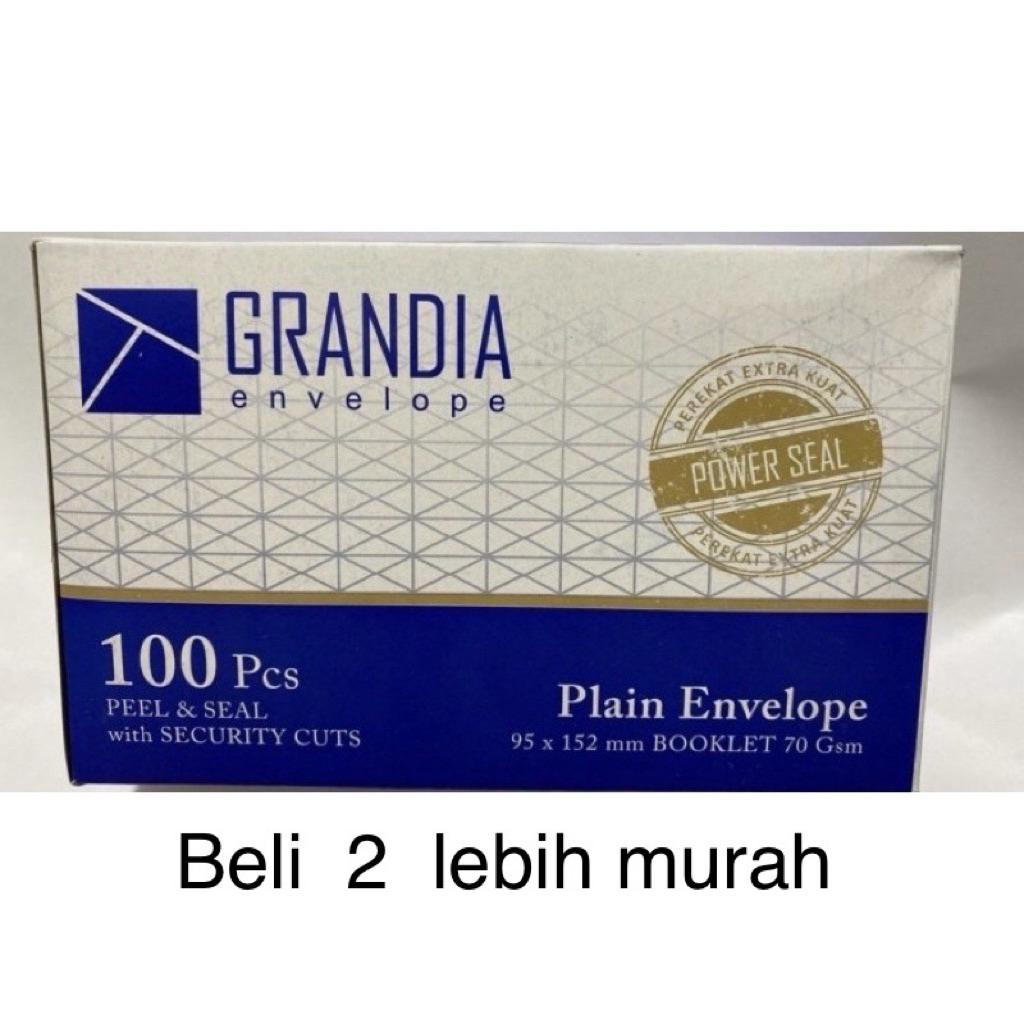 GRANDIA
envelope
PEREKAT EXTRA KUAT
POWER SEAL
PEREKAT EXTRA KUAT
100 Pcs
PEEL & SEAL
with SECURITY CUTS
Plain Envelope
95 x 152 mm BOOKLET 70 Gsm
Beli 2 lebih murah